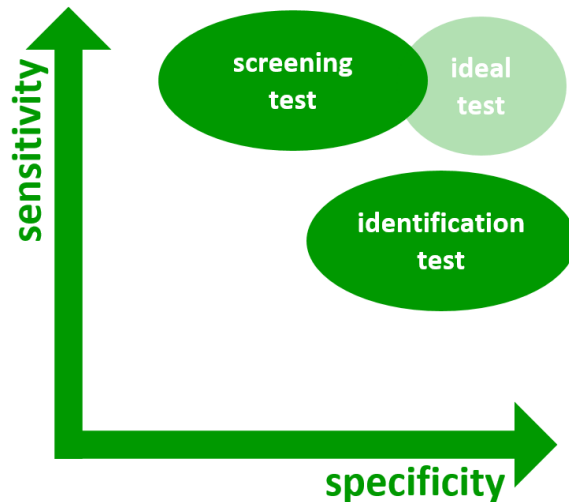 sensitivity
screening
test
ideal
test
identification
test
specificity